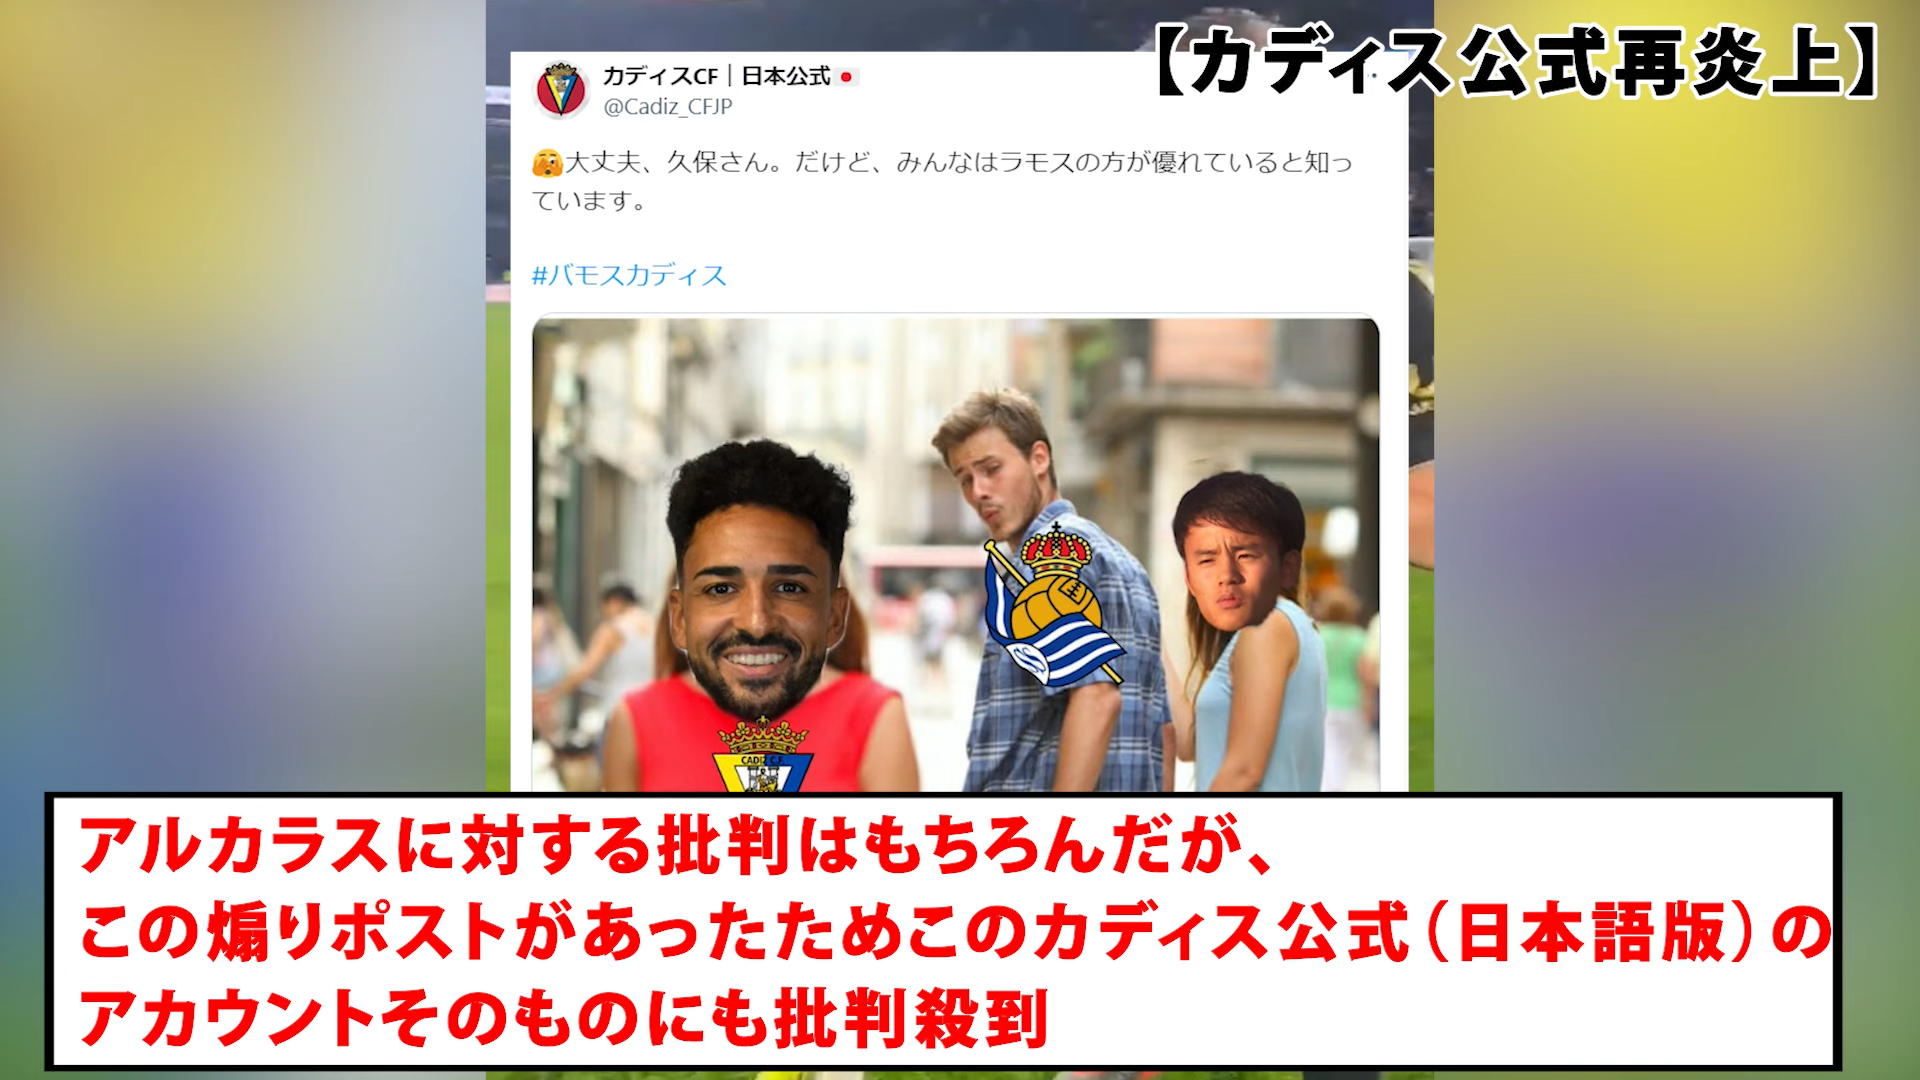 【カディス公式再炎上】
カディスCF｜日本公式
@Cadiz_CFJP
大丈夫、久保さん。だけど、みんなはラモスの方が優れていると知っ
ています。
#バモスカディス
CADIZ C.F.
アルカラスに対する批判はもちろんだが、
この煽りポストがあったためこのカディス公式（日本語版）の
アカウントそのものにも批判殺到